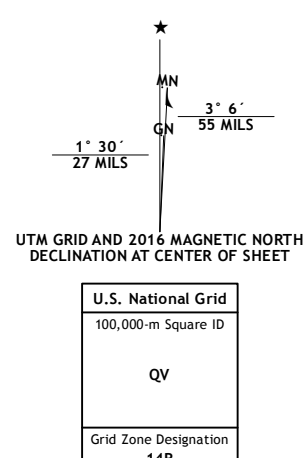 ★
MN
GN
3° 6´
55 MILS
1° 30´
27 MILS
UTM GRID AND 2016 MAGNETIC NORTH
DECLINATION AT CENTER OF SHEET
U.S. National Grid
100,000-m Square ID
QV
Grid Zone Designation
14R